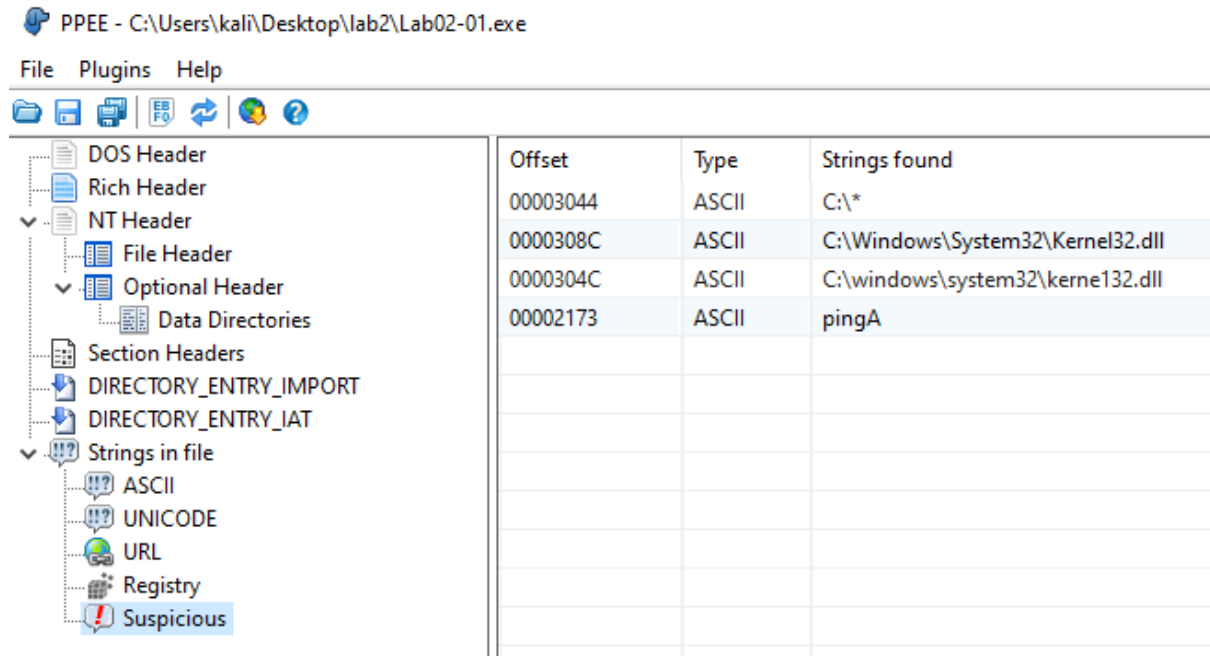 PPEE - C:\Users\kali\Desktop\lab2\Lab02-01.exe
File Plugins Help
DOS Header
Rich Header
NT Header
File Header
Optional Header
Data Directories
Section Headers
DIRECTORY_ENTRY_IMPORT
DIRECTORY_ENTRY_IAT
Strings in file
ASCII
UNICODE
URL
Registry
Suspicious
Offset Type Strings found
00003044 ASCII C:\*
0000308C ASCII C:\Windows\System32\Kernel32.dll
0000304C ASCII C:\windows\system32\kerne132.dll
00002173 ASCII pingA